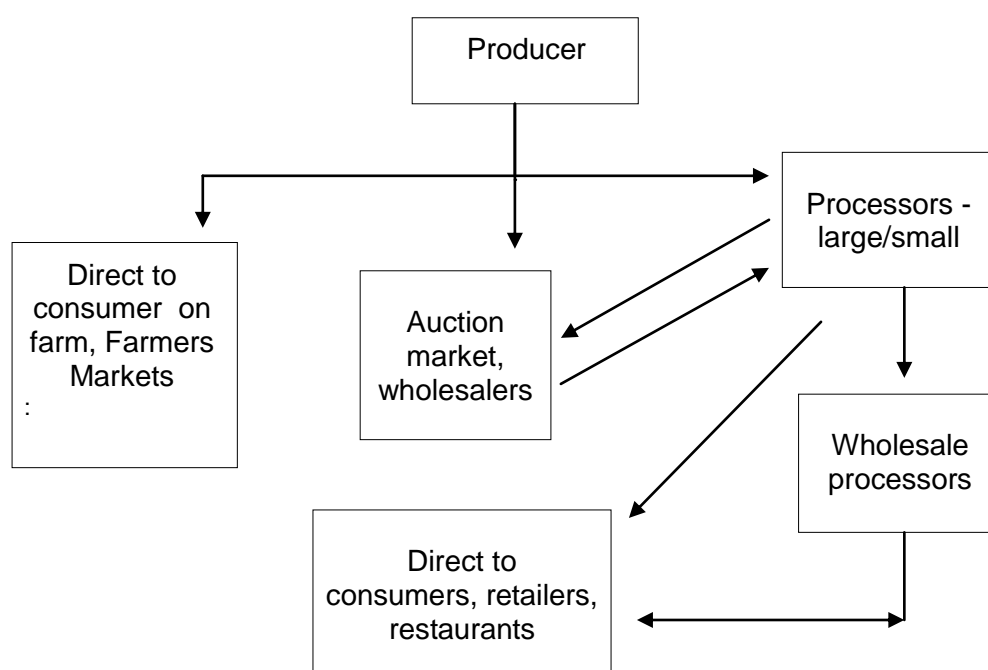 Producer
Processors -
large/small
Direct to
consumer  on
farm, Farmers
Markets
:
Auction
market,
wholesalers
Wholesale
processors
Direct to
consumers, retailers,
restaurants